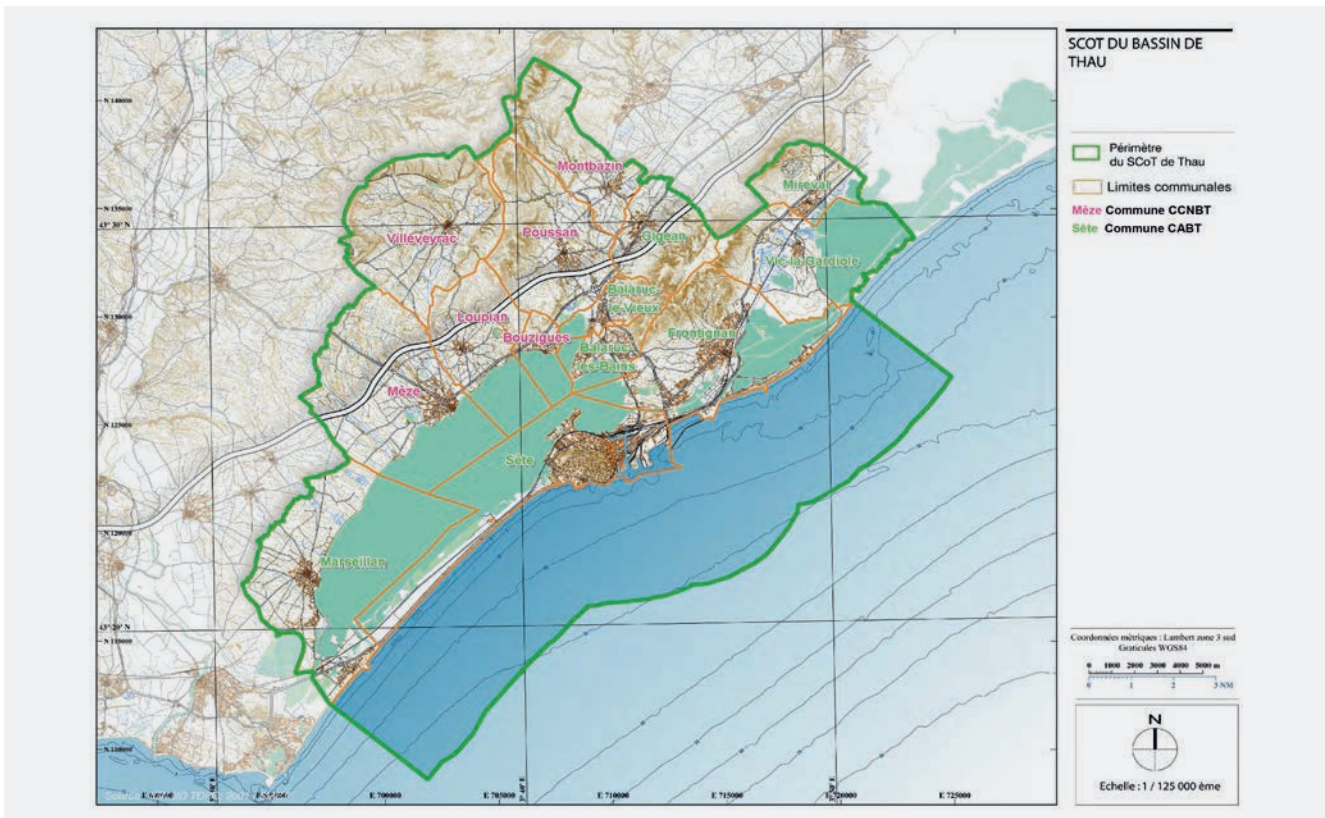 SCOT DU BASSIN DE
THAU
Périmètre
du SCoT de Thau
Limites communales
Mèze Commune CCNBT
Sète Commune CABT
Montbazin
Mireval
Villeveyrac
Poussan
Gigean
Vic-la-Gardiole
Balaruc-
le-Vieux
Loupian
Bouzigues
Frontignan
Balaruc-
les-Bains
Mèze
Sète
Marseillan
N 140000
N 135000
43° 30' N
N 130000
N 125000
N 120000
43° 20' N
N 115000
N 110000
E 700000
E 705000
E 710000
E 715000
E 720000
E 725000
Coordonnées métriques : Lambert zone 3 sud
Graticules WGS84
0 1000 2000 3000 4000 5000 m
0 1 2 3 NM
N
Echelle : 1 / 125 000 ème